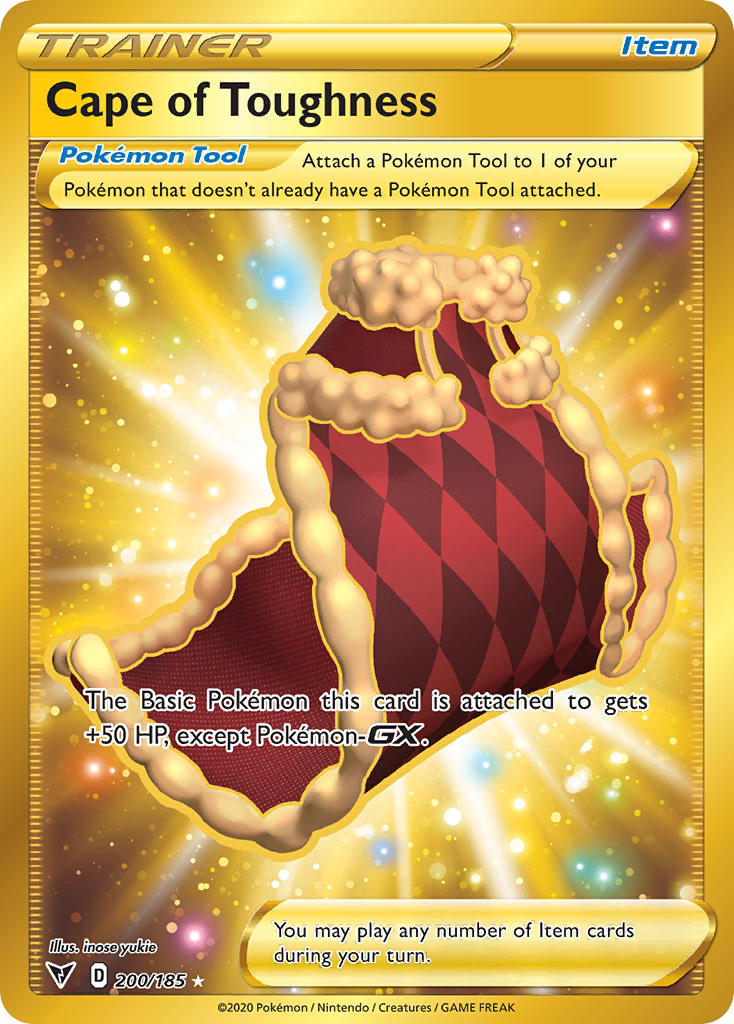 TRAINER
Item
Cape of Toughness
Pokémon Tool
Attach a Pokémon Tool to 1 of your
Pokémon that doesn't already have a Pokémon Tool attached.
The Basic Pokémon this card is attached to gets
+50 HP, except Pokémon-GX.
You may play any number of Item cards
during your turn.
Illus. inose yukie
D 200/185 ★
©2020 Pokémon / Nintendo / Creatures / GAME FREAK